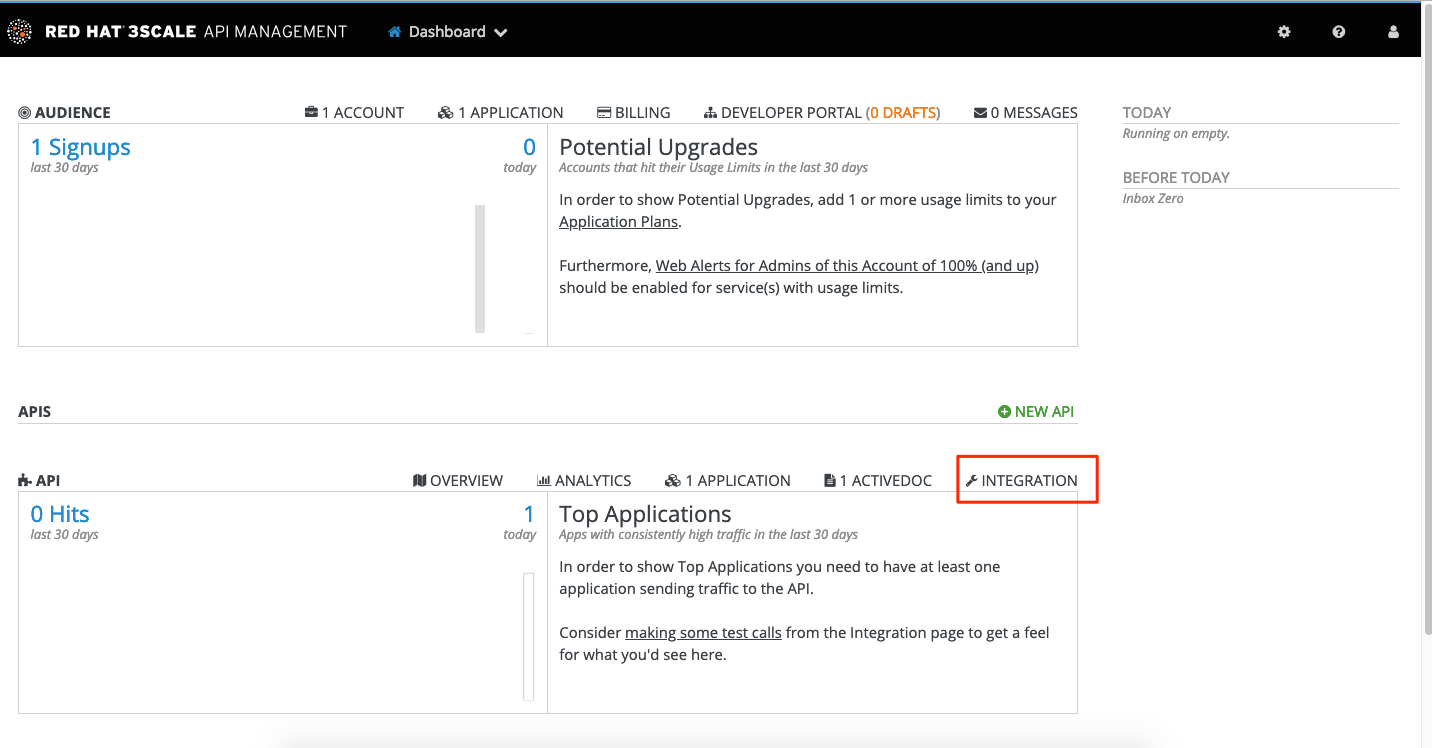 RED HAT® 3SCALE API MANAGEMENT Dashboard
AUDIENCE 1 ACCOUNT 1 APPLICATION BILLING DEVELOPER PORTAL (0 DRAFTS) 0 MESSAGES
1 Signups 0
last 30 days today
Potential Upgrades
Accounts that hit their Usage Limits in the last 30 days
In order to show Potential Upgrades, add 1 or more usage limits to your
Application Plans.
Furthermore, Web Alerts for Admins of this Account of 100% (and up)
should be enabled for service(s) with usage limits.
TODAY
Running on empty.
BEFORE TODAY
Inbox Zero
APIS NEW API
API OVERVIEW ANALYTICS 1 APPLICATION 1 ACTIVEDOC INTEGRATION
0 Hits 1
last 30 days today
Top Applications
Apps with consistently high traffic in the last 30 days
In order to show Top Applications you need to have at least one
application sending traffic to the API.
Consider making some test calls from the Integration page to get a feel
for what you'd see here.